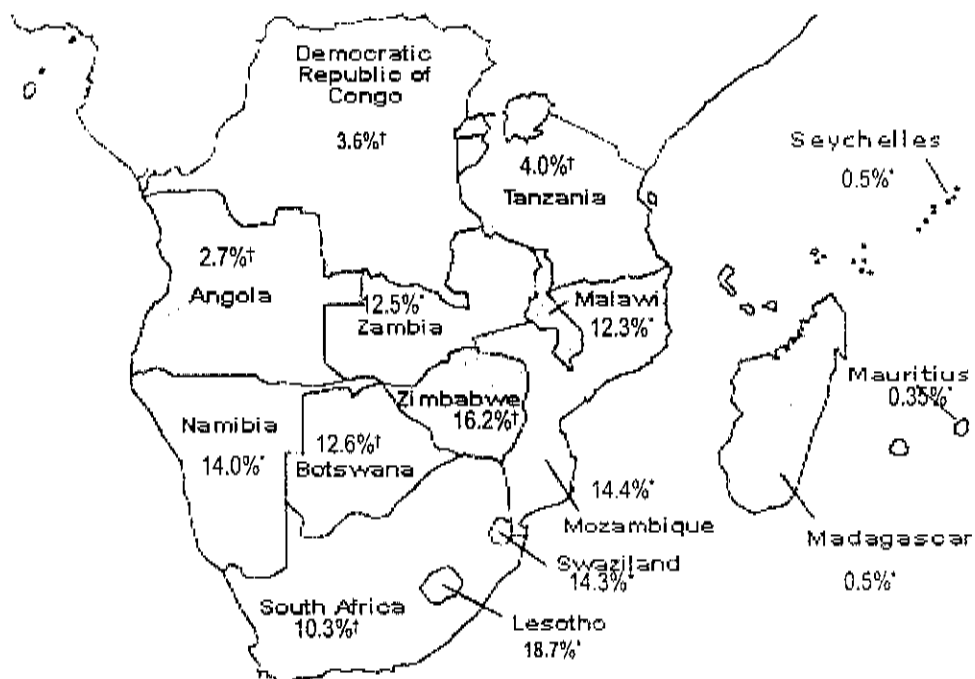 Democratic
Republic of
Congo
3.6%†
4.0%†
Tanzania
Seychelles
0.5%*
2.7%†
Angola
12.5%*
Zambia
Malawi
12.3%*
Zimbabwe
16.2%†
Mauritius
0.35%*
Namibia
14.0%*
12.6%†
Botswana
14.4%*
Mozambique
Madagascar
0.5%*
Swaziland
14.3%*
South Africa
10.3%†
Lesotho
18.7%*